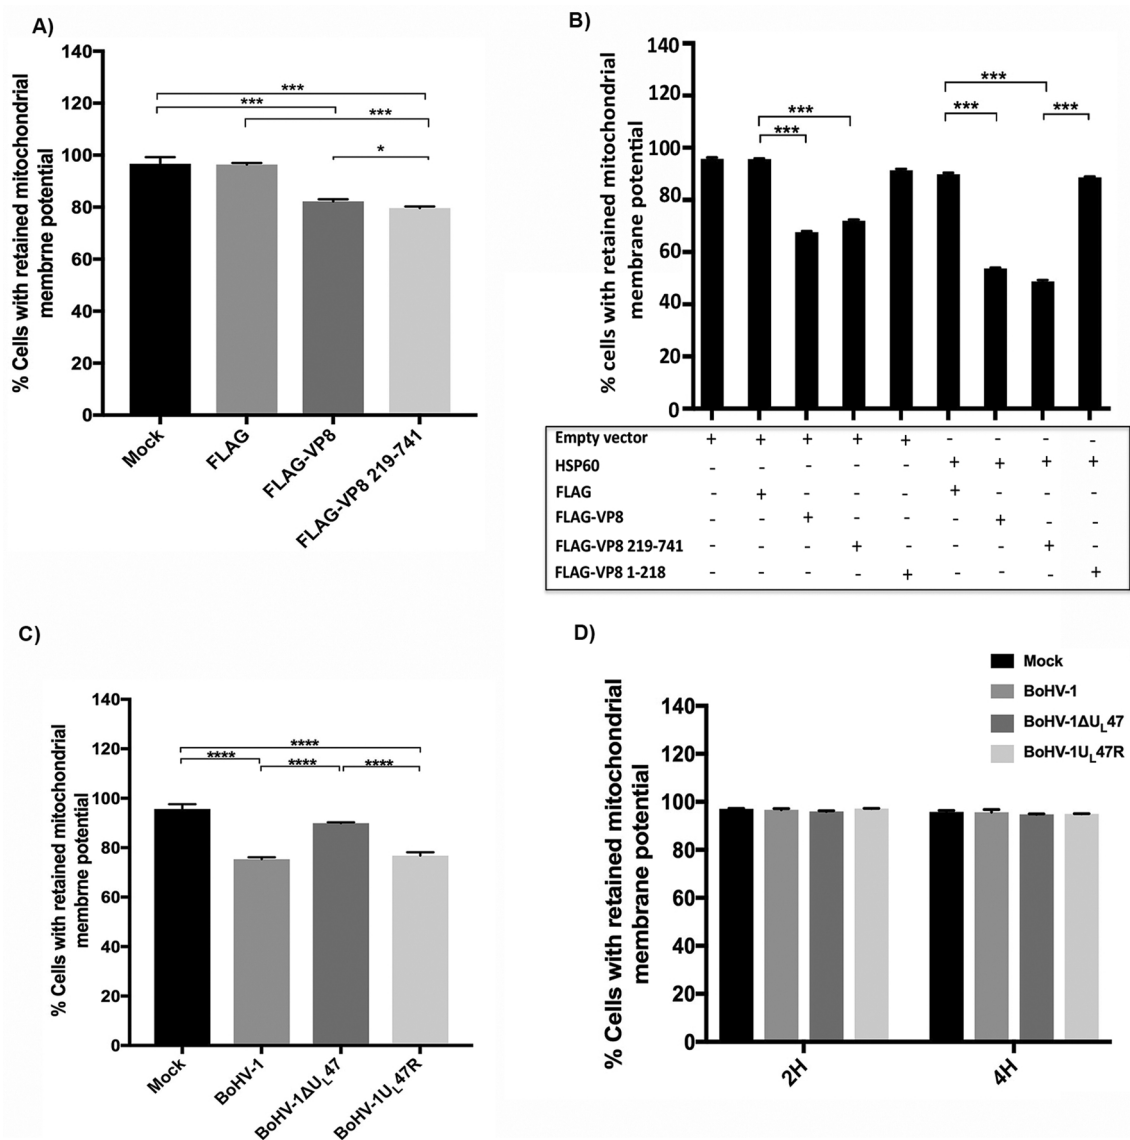 A)
% Cells with retained mitochondrial
membrne potential
140
120
100
80
60
40
20
0
***
***
***
*
Mock
FLAG
FLAG-VP8
FLAG-VP8 219-741
B)
% cells with retained mitochondrial
membrane potential
140
120
100
80
60
40
20
0
***
***
***
***
***
Empty vector + + + + + - - - -
HSP60 - - - - - + + + +
FLAG - + - - - + - - -
FLAG-VP8 - - + - - - + - -
FLAG-VP8 219-741 - - - + - - - + -
FLAG-VP8 1-218 - - - - + - - - +
C)
% Cells with retained mitochondrial
membrne potential
140
120
100
80
60
40
20
0
****
**** **** ****
Mock
BoHV-1
BoHV-1ΔUL47
BoHV-1UL47R
D)
% Cells with retained mitochondrial
membrane potential
140
120
100
80
60
40
20
0
Mock
BoHV-1
BoHV-1ΔUL47
BoHV-1UL47R
2H
4H